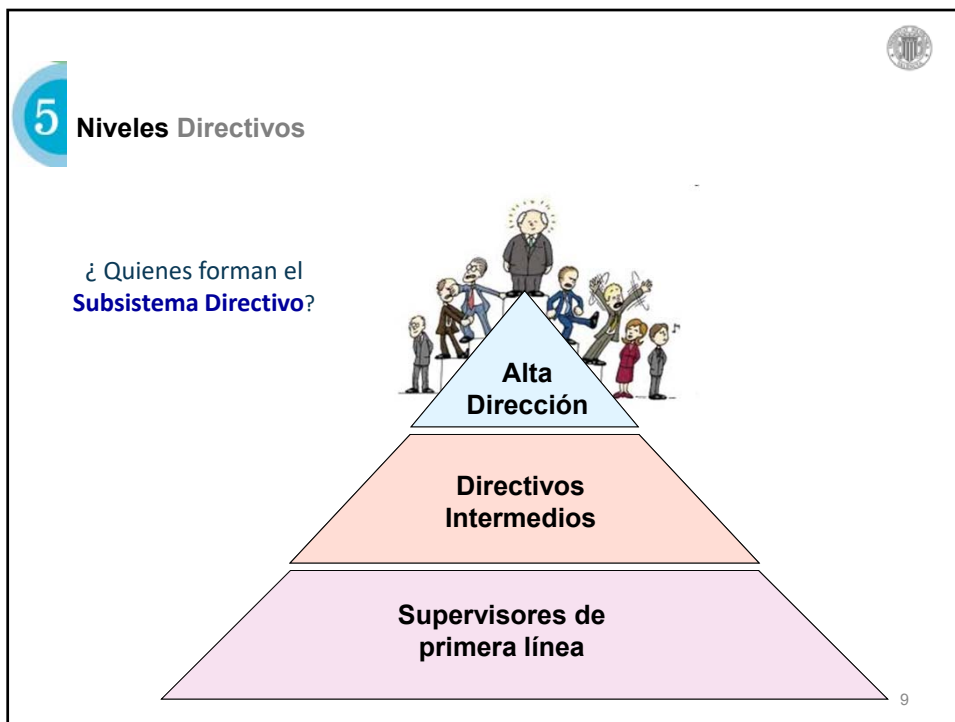 5
Niveles Directivos
¿ Quienes forman el
Subsistema Directivo?
Alta
Dirección
Directivos
Intermedios
Supervisores de
primera línea
9